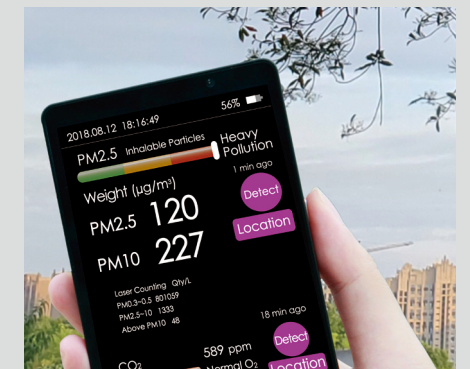 2018.08.12 18:16:49 56%
PM2.5 Inhalable Particles Heavy Pollution
1 min ago
Weight (μg/m³)
Detect
PM2.5 120
Location
PM10 227
Laser Counting Qty/L
PM0.3~0.5 801059
PM2.5~10 1333
Above PM10 48
18 min ago
CO₂ 589 ppm
Detect
Normal O₂
Location